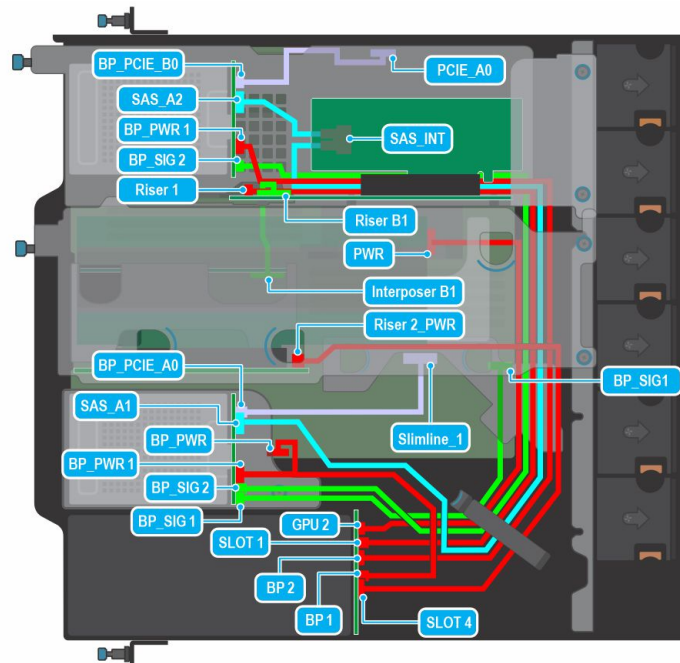 BP_PCIE_B0
PCIE_A0
SAS_A2
BP_PWR 1
SAS_INT
BP_SIG 2
Riser 1
Riser B1
PWR
Interposer B1
Riser 2_PWR
BP_PCIE_A0
BP_SIG1
SAS_A1
BP_PWR
Slimline_1
BP_PWR 1
BP_SIG 2
BP_SIG 1
GPU 2
SLOT 1
BP 2
BP 1
SLOT 4